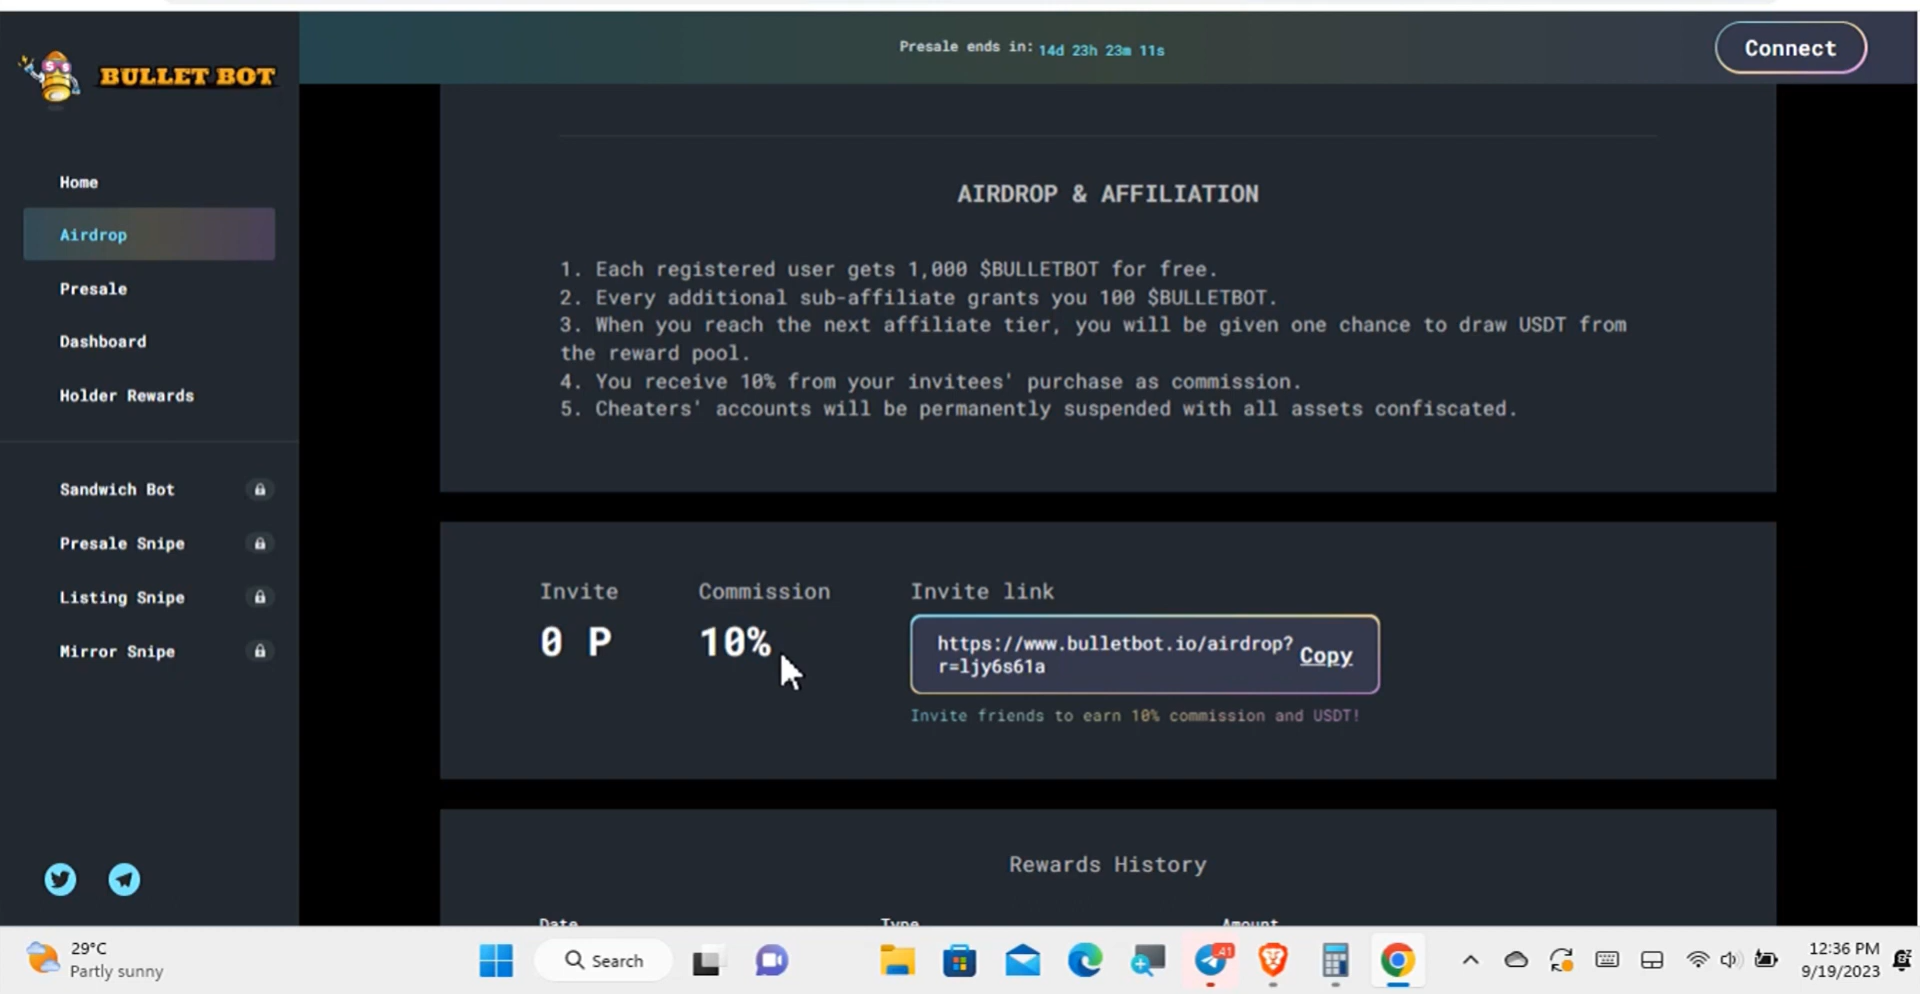 BULLET BOT
Presale ends in: 14d 23h 23m 11s
Connect
Home
Airdrop
Presale
Dashboard
Holder Rewards
Sandwich Bot
Presale Snipe
Listing Snipe
Mirror Snipe
AIRDROP & AFFILIATION
1. Each registered user gets 1,000 $BULLETBOT for free.
2. Every additional sub-affiliate grants you 100 $BULLETBOT.
3. When you reach the next affiliate tier, you will be given one chance to draw USDT from
the reward pool.
4. You receive 10% from your invitees' purchase as commission.
5. Cheaters' accounts will be permanently suspended with all assets confiscated.
Invite
0 P
Commission
10%
Invite link
https://www.bulletbot.io/airdrop?
r=ljy6s61a
Copy
Invite friends to earn 10% commission and USDT!
Rewards History
Date Type Amount
29°C
Partly sunny
Search
41
12:36 PM
9/19/2023